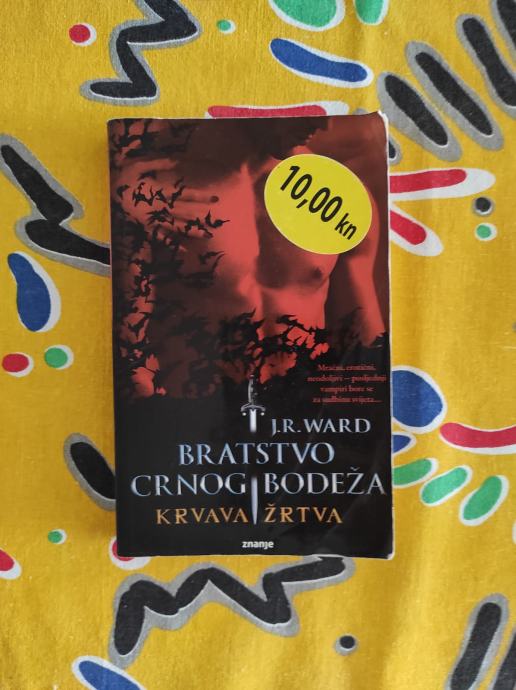 10,00 kn
Mračni, erotični,
neodoljivi – posljednji
vampiri bore se
za sudbinu svijeta...
J.R. WARD
BRATSTVO
CRNOG BODEŽA
KRVAVA ŽRTVA
znanje